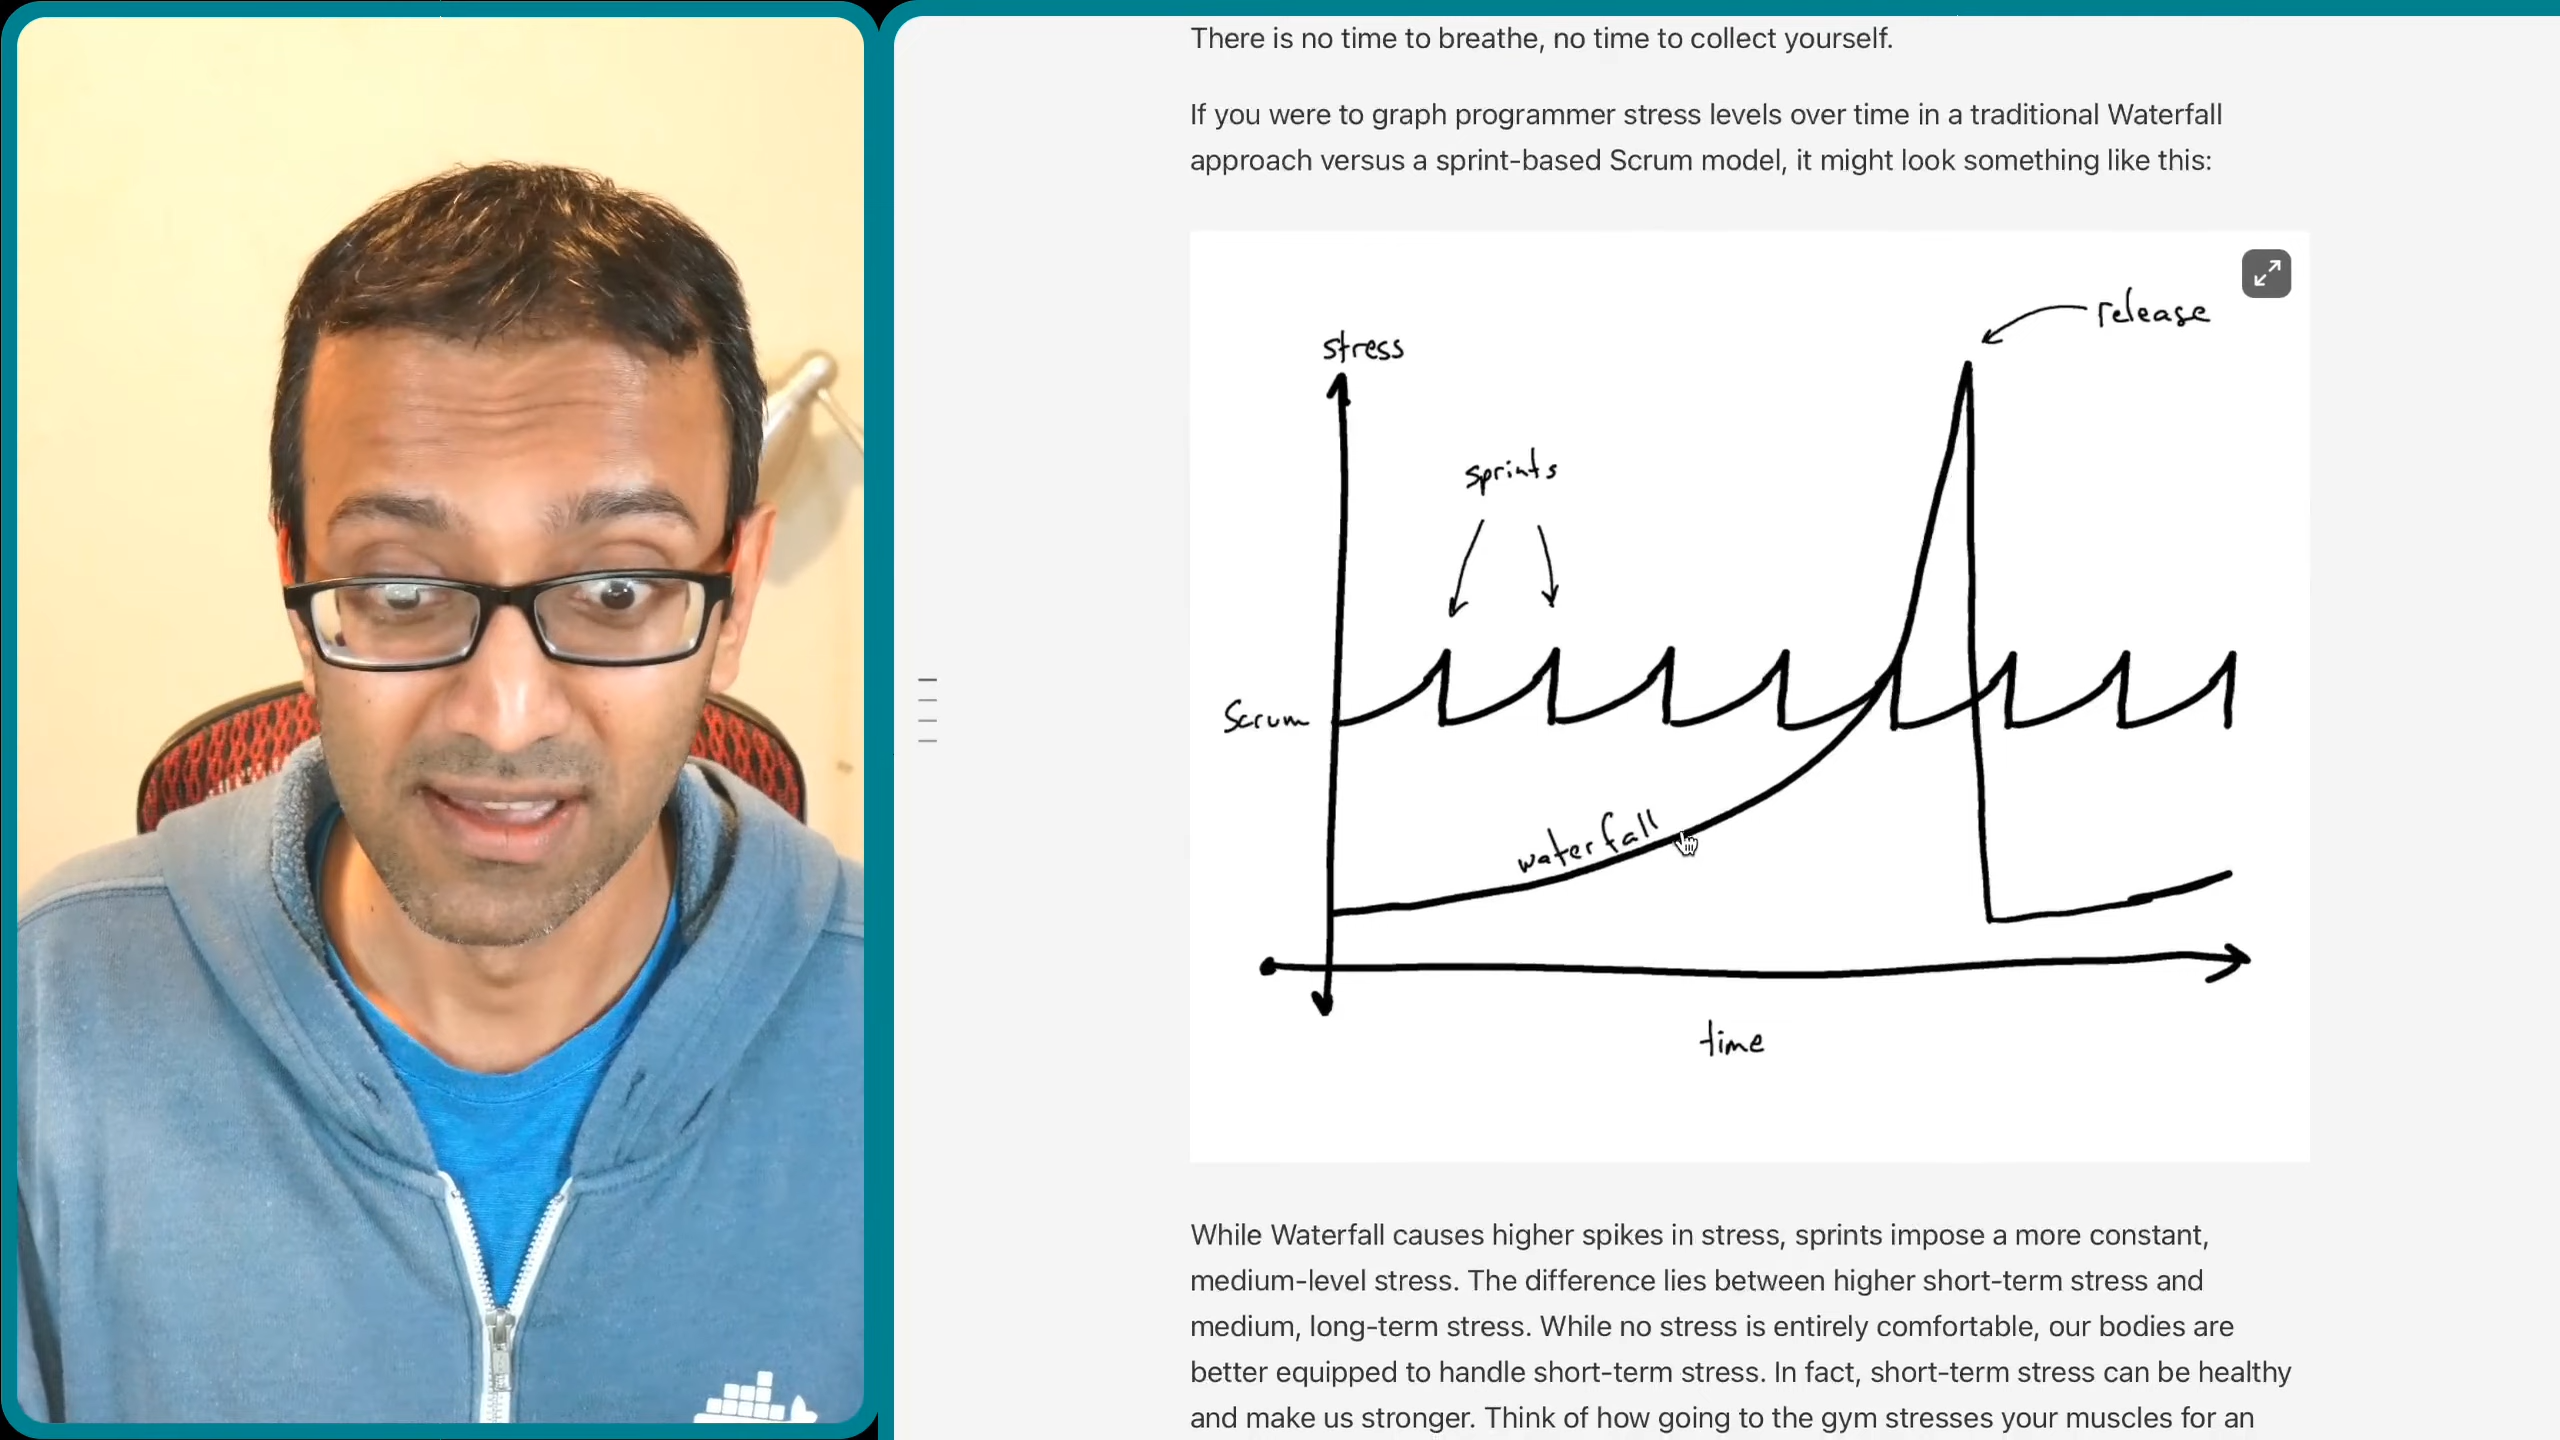 There is no time to breathe, no time to collect yourself.
If you were to graph programmer stress levels over time in a traditional Waterfall
approach versus a sprint-based Scrum model, it might look something like this:
release
stress
sprints
Scrum
waterfall
time
While Waterfall causes higher spikes in stress, sprints impose a more constant,
medium-level stress. The difference lies between higher short-term stress and
medium, long-term stress. While no stress is entirely comfortable, our bodies are
better equipped to handle short-term stress. In fact, short-term stress can be healthy
and make us stronger. Think of how going to the gym stresses your muscles for an